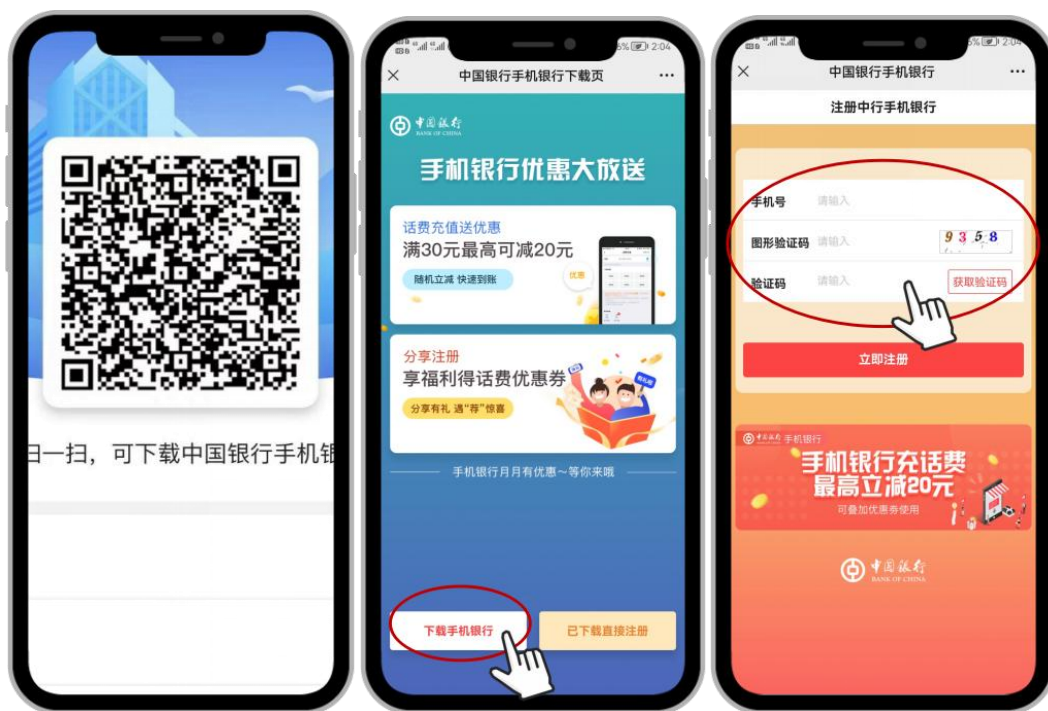 扫一扫，可下载中国银行手机银
2:04
中国银行手机银行下载页
中国银行
BANK OF CHINA
手机银行优惠大放送
话费充值送优惠
满30元最高可减20元
随机立减 快速到账
优惠
分享注册
享福利得话费优惠券
分享有礼 遇“荐”惊喜
手机银行月月有优惠～等你来哦
下载手机银行
已下载直接注册
2:04
中国银行手机银行
注册中行手机银行
手机号 请输入
图形验证码 请输入 9358
验证码 请输入 获取验证码
立即注册
中国银行 手机银行
手机银行充话费
最高立减20元
可叠加优惠券使用
中国银行
BANK OF CHINA